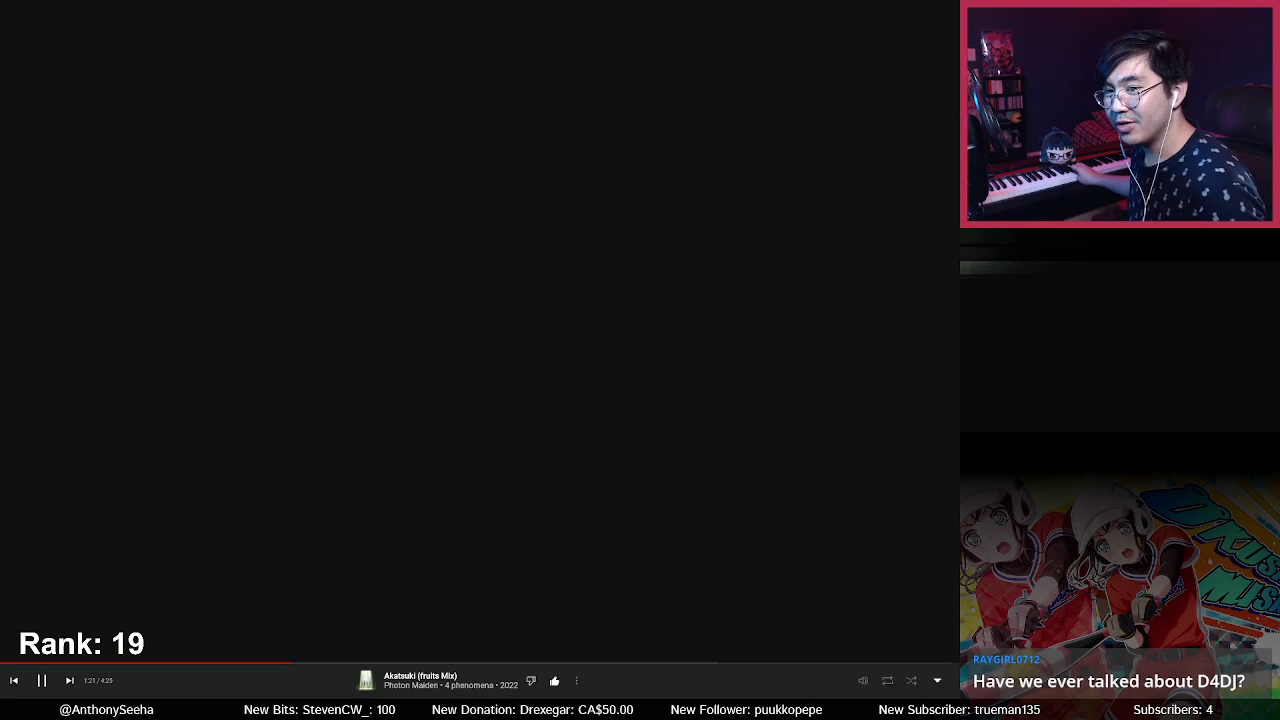 Rank: 19
1:21 / 4:25
Akatsuki (fruits Mix)
Photon Maiden • 4 phenomena • 2022
RAYGIRL0712
Have we ever talked about D4DJ?
@AnthonySeeha
New Bits: StevenCW_: 100
New Donation: Drexegar: CA$50.00
New Follower: puukkopepe
New Subscriber: trueman135
Subscribers: 4